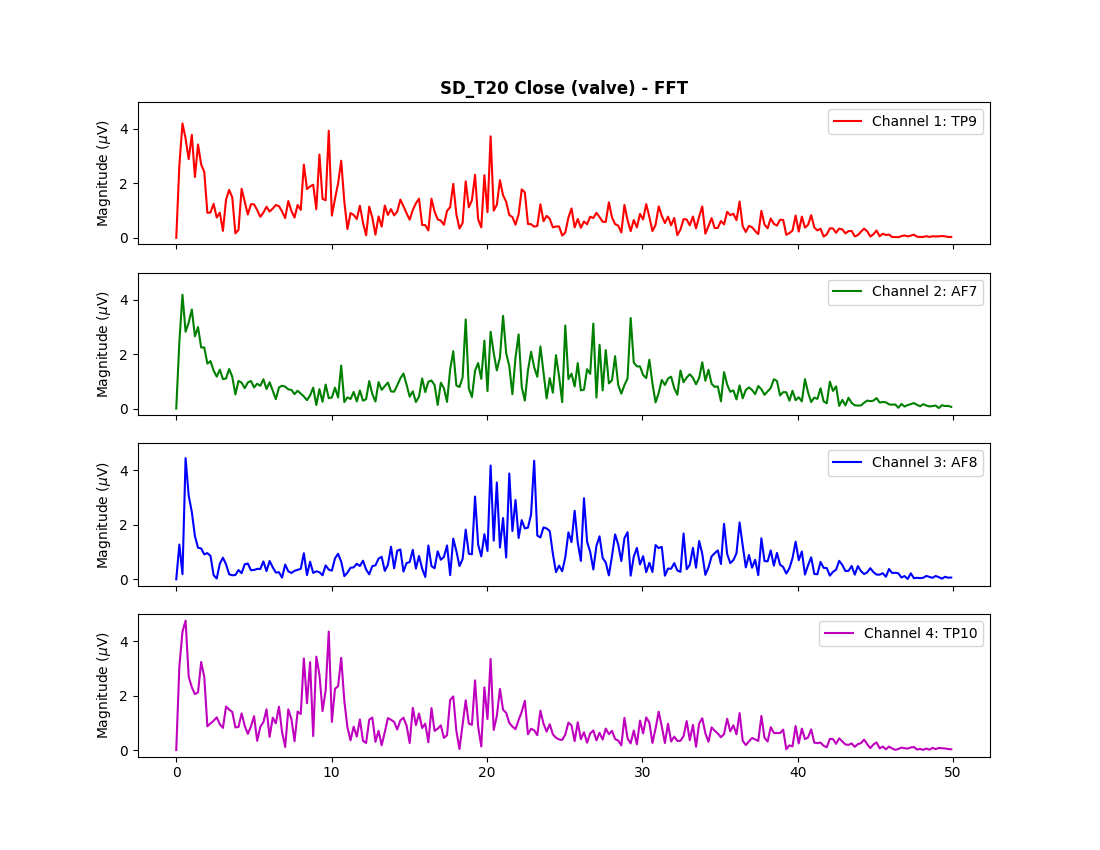 SD_T20 Close (valve) - FFT
Magnitude (μV)
4
2
0
Channel 1: TP9
Magnitude (μV)
4
2
0
Channel 2: AF7
Magnitude (μV)
4
2
0
Channel 3: AF8
Magnitude (μV)
4
2
0
Channel 4: TP10
0 10 20 30 40 50